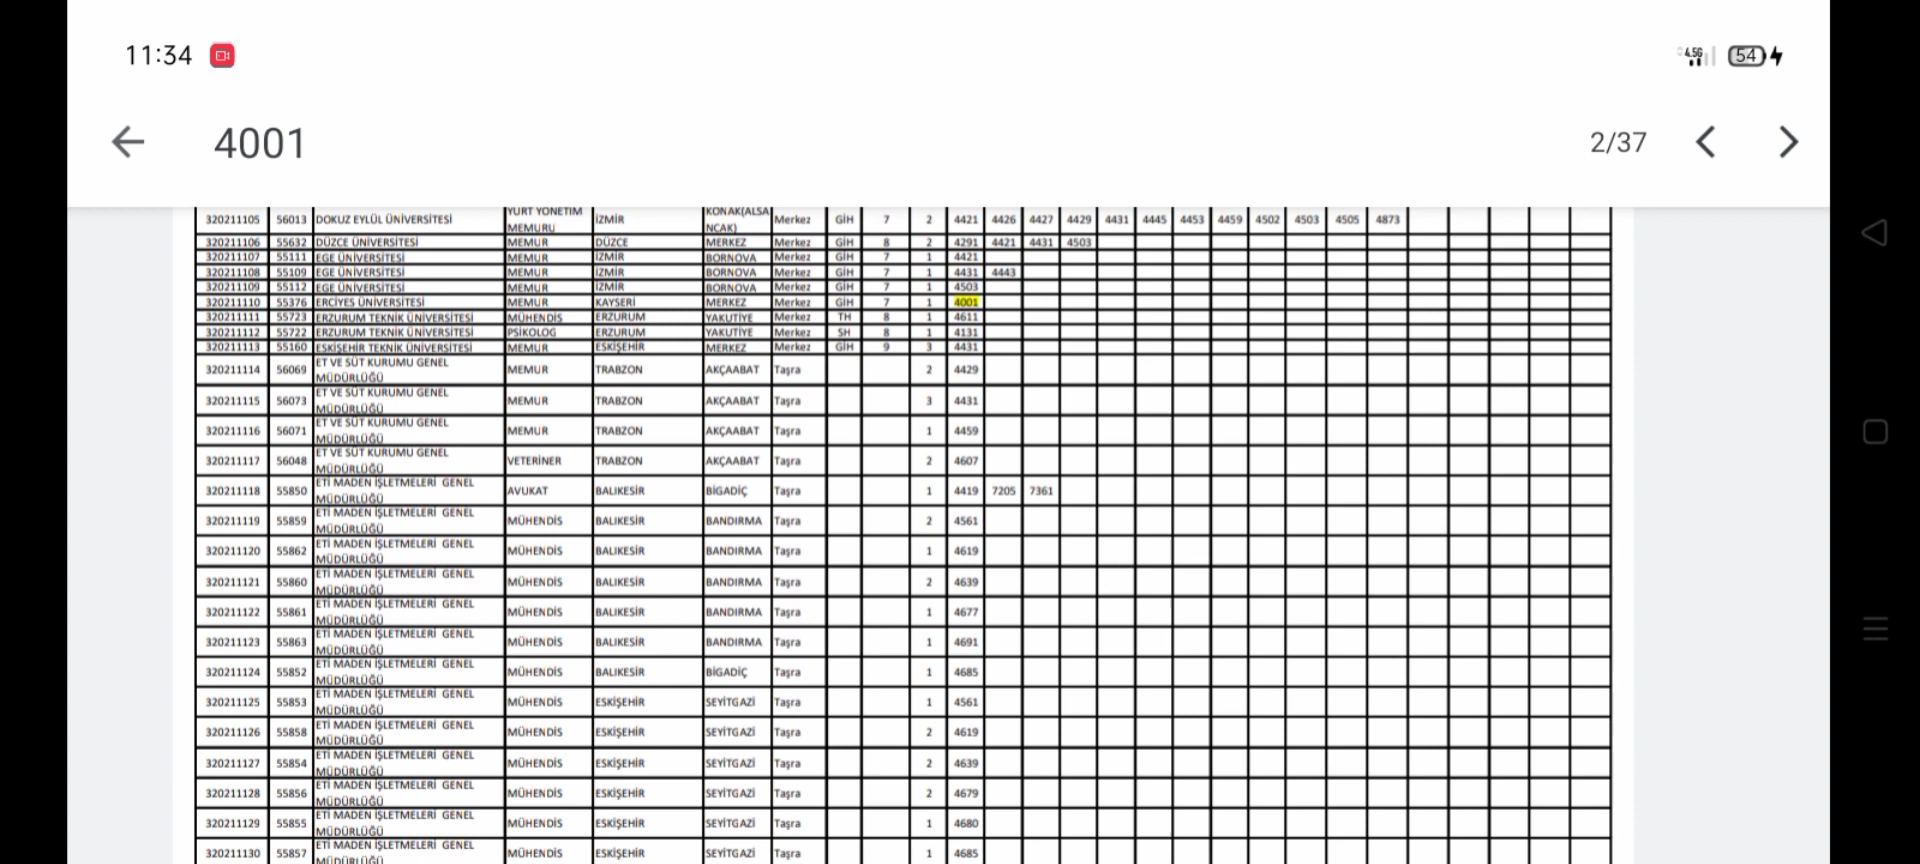 11:34
4.5G
54
4001
2/37
320211105 56013 DOKUZ EYLÜL ÜNİVERSİTESİ YURT YÖNETİM MEMURU İZMİR KONAK(ALSANCAK) Merkez GİH 7 2 4421 4426 4427 4429 4431 4445 4453 4459 4502 4503 4505 4873
320211106 55632 DÜZCE ÜNİVERSİTESİ MEMUR DÜZCE MERKEZ Merkez GİH 8 2 4291 4421 4431 4503
320211107 55111 EGE ÜNİVERSİTESİ MEMUR İZMİR BORNOVA Merkez GİH 7 1 4421
320211108 55109 EGE ÜNİVERSİTESİ MEMUR İZMİR BORNOVA Merkez GİH 7 1 4431 4443
320211109 55112 EGE ÜNİVERSİTESİ MEMUR İZMİR BORNOVA Merkez GİH 7 1 4503
320211110 55376 ERCİYES ÜNİVERSİTESİ MEMUR KAYSERİ MERKEZ Merkez GİH 7 1 4001
320211111 55723 ERZURUM TEKNİK ÜNİVERSİTESİ MÜHENDİS ERZURUM YAKUTİYE Merkez TH 8 1 4611
320211112 55722 ERZURUM TEKNİK ÜNİVERSİTESİ PSİKOLOG ERZURUM YAKUTİYE Merkez SH 8 1 4131
320211113 55160 ESKİŞEHİR TEKNİK ÜNİVERSİTESİ MEMUR ESKİŞEHİR MERKEZ Merkez GİH 9 3 4431
320211114 56069 ET VE SÜT KURUMU GENEL MÜDÜRLÜĞÜ MEMUR TRABZON AKÇAABAT Taşra 2 4429
320211115 56073 ET VE SÜT KURUMU GENEL MÜDÜRLÜĞÜ MEMUR TRABZON AKÇAABAT Taşra 3 4431
320211116 56071 ET VE SÜT KURUMU GENEL MÜDÜRLÜĞÜ MEMUR TRABZON AKÇAABAT Taşra 1 4459
320211117 56048 ET VE SÜT KURUMU GENEL MÜDÜRLÜĞÜ VETERİNER TRABZON AKÇAABAT Taşra 2 4607
320211118 55850 ETİ MADEN İŞLETMELERİ GENEL MÜDÜRLÜĞÜ AVUKAT BALIKESİR BİGADİÇ Taşra 1 4419 7205 7361
320211119 55859 ETİ MADEN İŞLETMELERİ GENEL MÜDÜRLÜĞÜ MÜHENDİS BALIKESİR BANDIRMA Taşra 2 4561
320211120 55862 ETİ MADEN İŞLETMELERİ GENEL MÜDÜRLÜĞÜ MÜHENDİS BALIKESİR BANDIRMA Taşra 1 4619
320211121 55860 ETİ MADEN İŞLETMELERİ GENEL MÜDÜRLÜĞÜ MÜHENDİS BALIKESİR BANDIRMA Taşra 2 4639
320211122 55861 ETİ MADEN İŞLETMELERİ GENEL MÜDÜRLÜĞÜ MÜHENDİS BALIKESİR BANDIRMA Taşra 1 4677
320211123 55863 ETİ MADEN İŞLETMELERİ GENEL MÜDÜRLÜĞÜ MÜHENDİS BALIKESİR BANDIRMA Taşra 1 4691
320211124 55852 ETİ MADEN İŞLETMELERİ GENEL MÜDÜRLÜĞÜ MÜHENDİS BALIKESİR BİGADİÇ Taşra 1 4685
320211125 55853 ETİ MADEN İŞLETMELERİ GENEL MÜDÜRLÜĞÜ MÜHENDİS ESKİŞEHİR SEYİTGAZİ Taşra 1 4561
320211126 55858 ETİ MADEN İŞLETMELERİ GENEL MÜDÜRLÜĞÜ MÜHENDİS ESKİŞEHİR SEYİTGAZİ Taşra 2 4619
320211127 55854 ETİ MADEN İŞLETMELERİ GENEL MÜDÜRLÜĞÜ MÜHENDİS ESKİŞEHİR SEYİTGAZİ Taşra 2 4639
320211128 55856 ETİ MADEN İŞLETMELERİ GENEL MÜDÜRLÜĞÜ MÜHENDİS ESKİŞEHİR SEYİTGAZİ Taşra 2 4679
320211129 55855 ETİ MADEN İŞLETMELERİ GENEL MÜDÜRLÜĞÜ MÜHENDİS ESKİŞEHİR SEYİTGAZİ Taşra 1 4680
320211130 55857 ETİ MADEN İŞLETMELERİ GENEL MÜDÜRLÜĞÜ MÜHENDİS ESKİŞEHİR SEYİTGAZİ Taşra 1 4685